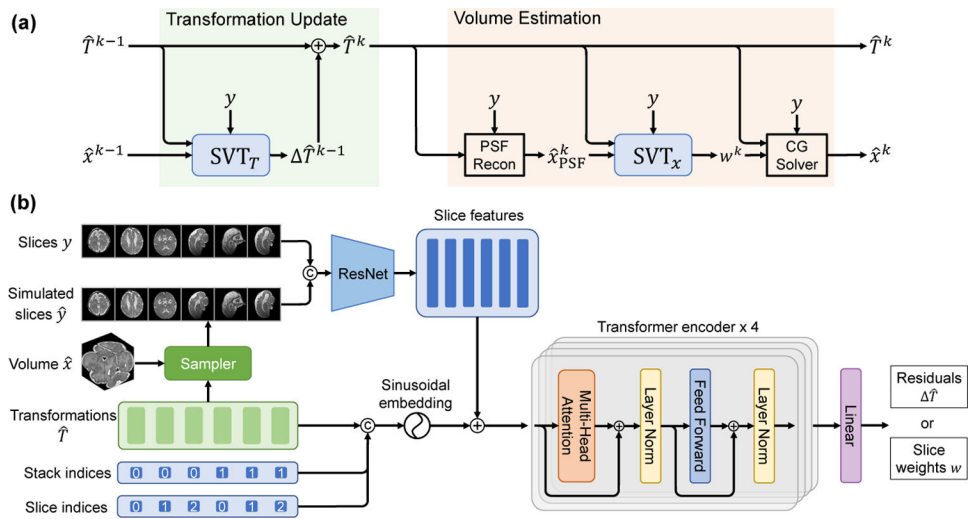 (a)
Transformation Update
Volume Estimation
T̂ᵏ⁻¹
+
T̂ᵏ
T̂ᵏ
y
y
y
y
x̂ᵏ⁻¹
SVT_T
ΔT̂ᵏ⁻¹
PSF
Recon
x̂ᵏ_PSF
SVTₓ
wᵏ
CG
Solver
x̂ᵏ
(b)
Slice features
Slices y
C
ResNet
Simulated
slices ŷ
Transformer encoder x 4
Volume x̂
Sampler
Sinusoidal
embedding
Transformations
T̂
C
+
Multi-Head
Attention
+
Layer Norm
Feed Forward
+
Layer Norm
Linear
Residuals
ΔT̂
or
Slice
weights w
Stack indices
0 0 0 1 1 1
Slice indices
0 1 2 0 1 2